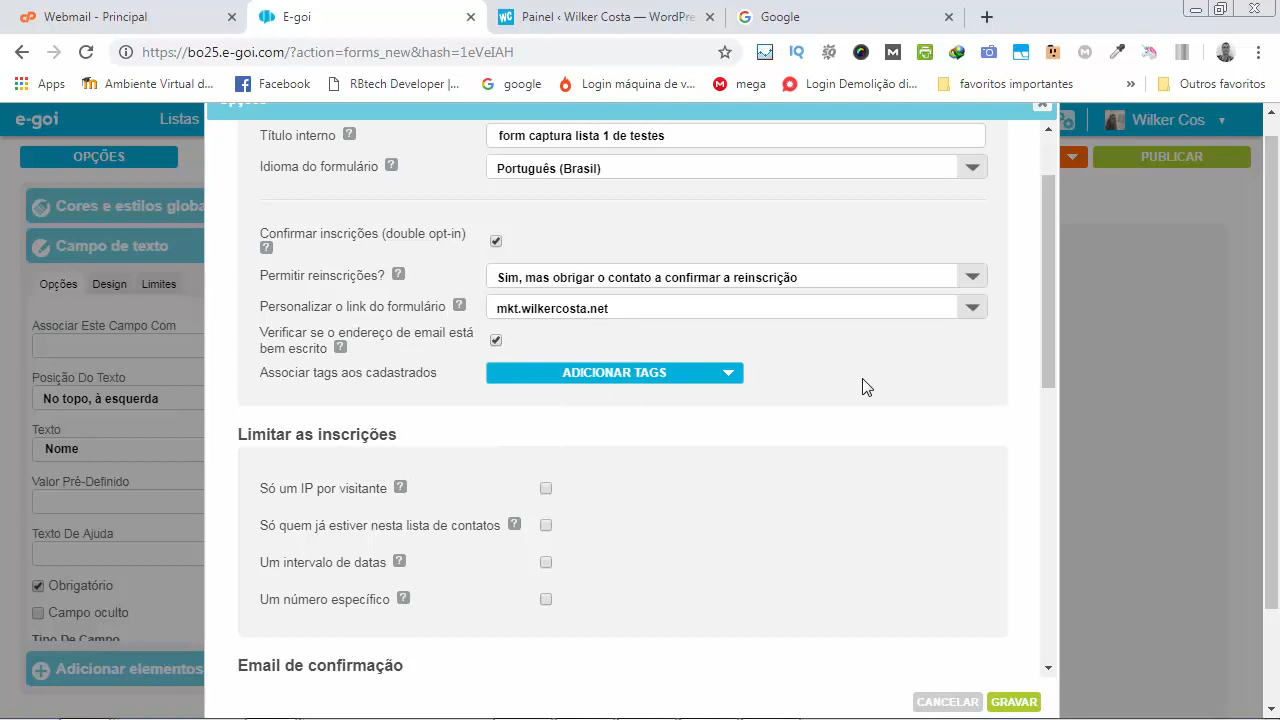 Webmail - Principal
E-goi
Painel ‹ Wilker Costa — WordPre
Google
https://bo25.e-goi.com/?action=forms_new&hash=1eVeIAH
Apps
Ambiente Virtual d...
Facebook
RBtech Developer |...
google
Login máquina de v...
mega
Login Demolição di...
favoritos importantes
Outros favoritos
e-goi
Listas
Opções
Wilker Cos
OPÇÕES
PUBLICAR
Título interno ?
form captura lista 1 de testes
Idioma do formulário ?
Português (Brasil)
Cores e estilos globa
Campo de texto
Confirmar inscrições (double opt-in)
?
Permitir reinscrições? ?
Sim, mas obrigar o contato a confirmar a reinscrição
Opções
Design
Limites
Personalizar o link do formulário ?
mkt.wilkercosta.net
Associar Este Campo Com
Verificar se o endereço de email está
bem escrito ?
Associar tags aos cadastrados
ADICIONAR TAGS
Posição Do Texto
No topo, à esquerda
Texto
Nome
Limitar as inscrições
Valor Pré-Definido
Só um IP por visitante ?
Texto De Ajuda
Só quem já estiver nesta lista de contatos ?
Um intervalo de datas ?
Obrigatório
Um número específico ?
Campo oculto
Tipo De Campo
Adicionar elementos
Email de confirmação
CANCELAR
GRAVAR